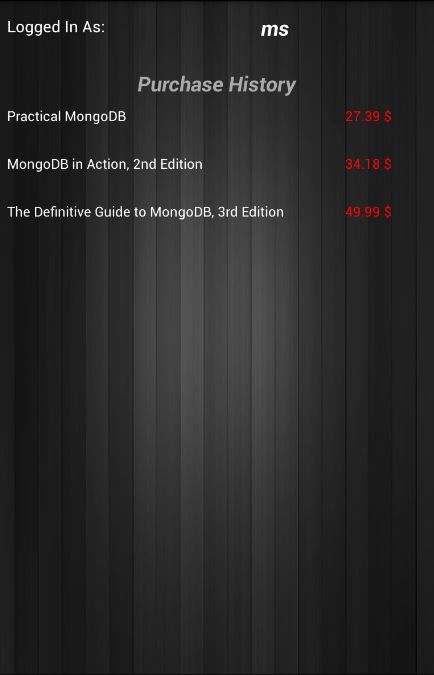 Logged In As: ms
Purchase History
Practical MongoDB 27.39 $
MongoDB in Action, 2nd Edition 34.18 $
The Definitive Guide to MongoDB, 3rd Edition 49.99 $